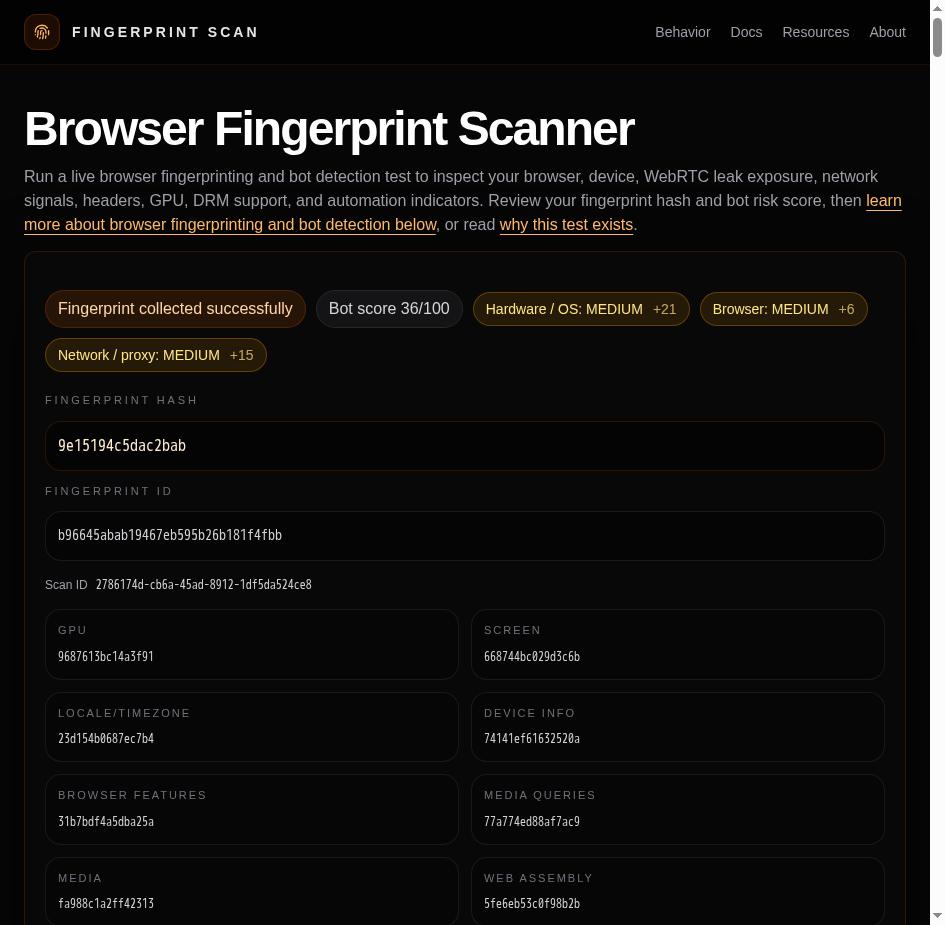 FINGERPRINT SCAN
Behavior Docs Resources About
Browser Fingerprint Scanner
Run a live browser fingerprinting and bot detection test to inspect your browser, device, WebRTC leak exposure, network
signals, headers, GPU, DRM support, and automation indicators. Review your fingerprint hash and bot risk score, then learn
more about browser fingerprinting and bot detection below, or read why this test exists.
Fingerprint collected successfully Bot score 36/100 Hardware / OS: MEDIUM +21 Browser: MEDIUM +6
Network / proxy: MEDIUM +15
FINGERPRINT HASH
9e15194c5dac2bab
FINGERPRINT ID
b96645abab19467eb595b26b181f4fbb
Scan ID 2786174d-cb6a-45ad-8912-1df5da524ce8
GPU SCREEN
9687613bc14a3f91 668744bc029d3c6b
LOCALE/TIMEZONE DEVICE INFO
23d154b0687ec7b4 74141ef61632520a
BROWSER FEATURES MEDIA QUERIES
31b7bdf4a5dba25a 77a774ed88af7ac9
MEDIA WEB ASSEMBLY
fa988c1a2ff42313 5fe6eb53c0f98b2b